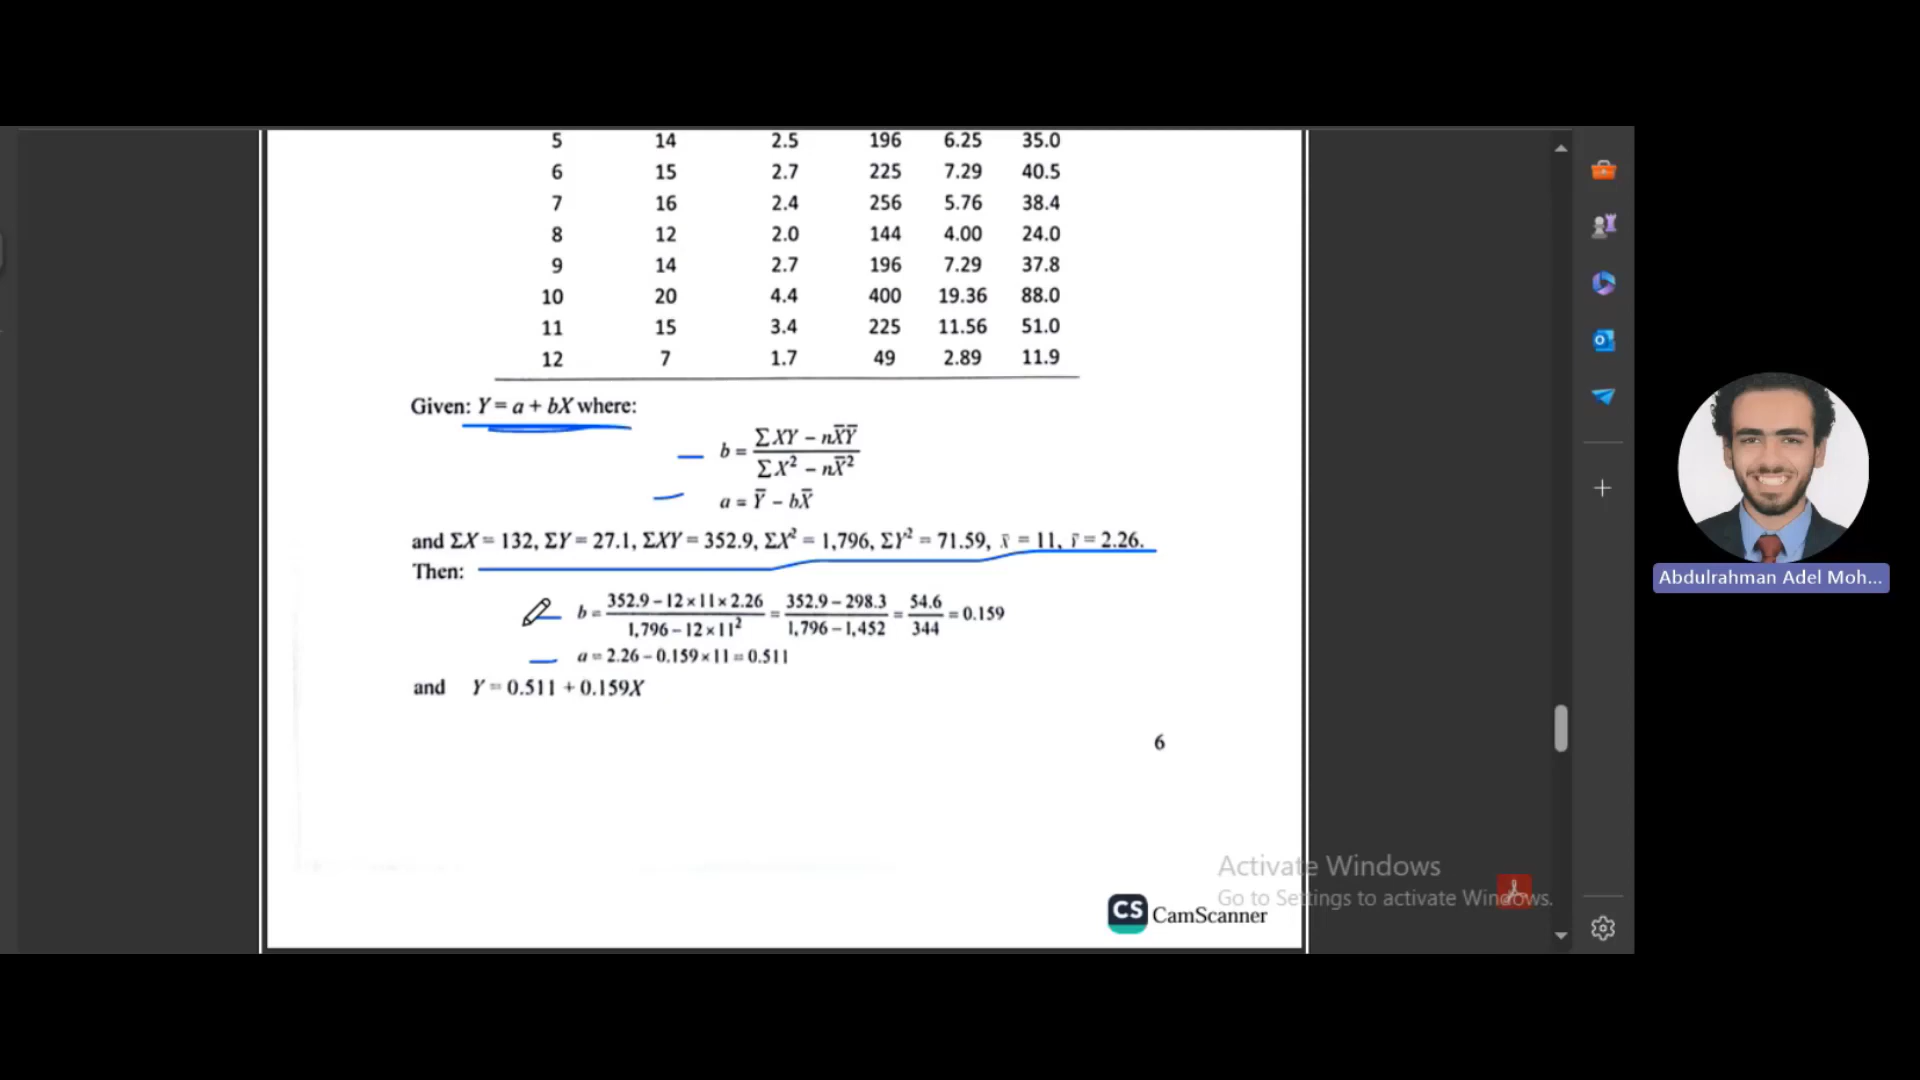 5 14 2.5 196 6.25 35.0
6 15 2.7 225 7.29 40.5
7 16 2.4 256 5.76 38.4
8 12 2.0 144 4.00 24.0
9 14 2.7 196 7.29 37.8
10 20 4.4 400 19.36 88.0
11 15 3.4 225 11.56 51.0
12 7 1.7 49 2.89 11.9
Given: Y = a + bX where:
b = (ΣXY − nX̅Y̅) / (ΣX² − nX̅²)
a = Y̅ − bX̅
and ΣX = 132, ΣY = 27.1, ΣXY = 352.9, ΣX² = 1,796, ΣY² = 71.59, x̅ = 11, y̅ = 2.26.
Then:
b = (352.9 − 12 × 11 × 2.26) / (1,796 − 12 × 11²) = (352.9 − 298.3) / (1,796 − 1,452) = 54.6 / 344 = 0.159
a = 2.26 − 0.159 × 11 = 0.511
and Y = 0.511 + 0.159X
6
Activate Windows
Go to Settings to activate Windows.
CS CamScanner
Abdulrahman Adel Moh...